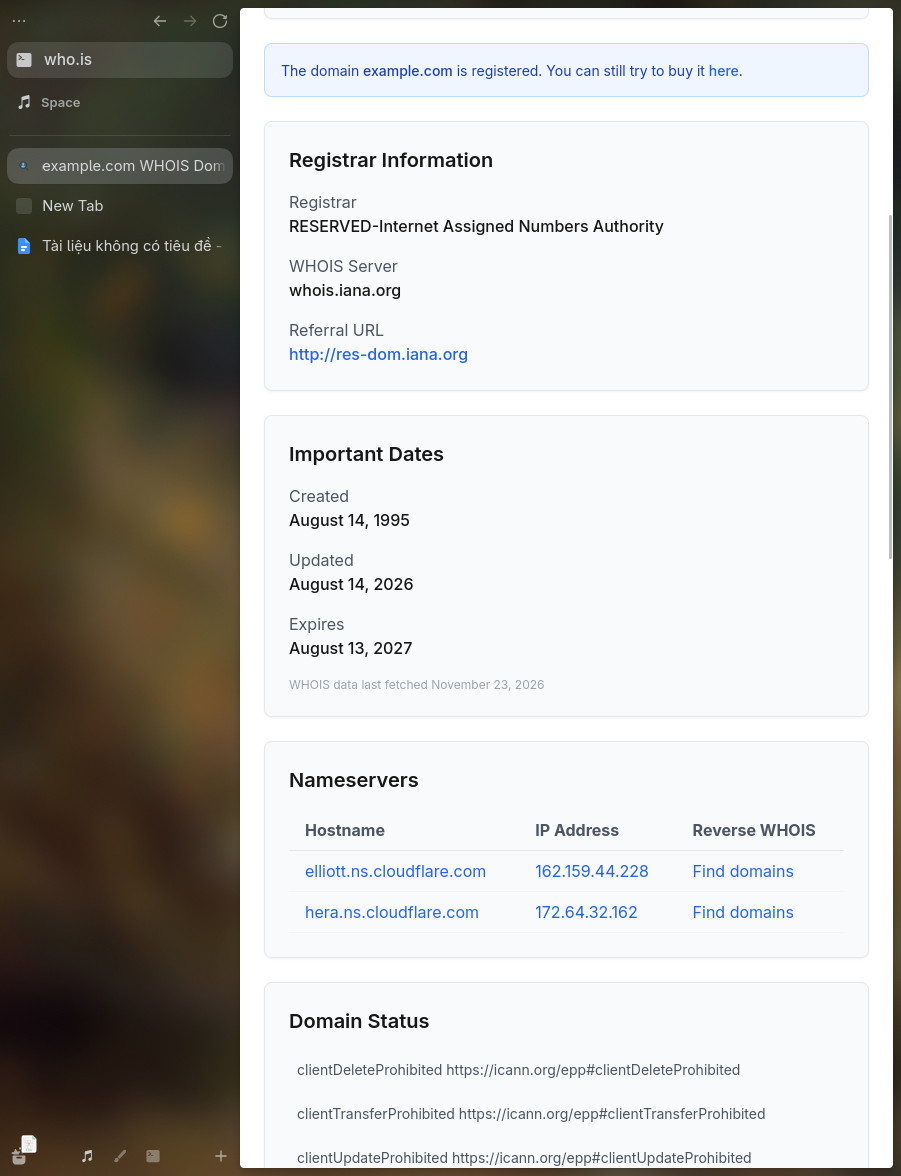 who.is
Space
example.com WHOIS Dom
New Tab
Tài liệu không có tiêu đề -
The domain example.com is registered. You can still try to buy it here.
Registrar Information
Registrar
RESERVED-Internet Assigned Numbers Authority
WHOIS Server
whois.iana.org
Referral URL
http://res-dom.iana.org
Important Dates
Created
August 14, 1995
Updated
August 14, 2026
Expires
August 13, 2027
WHOIS data last fetched November 23, 2026
Nameservers
Hostname IP Address Reverse WHOIS
elliott.ns.cloudflare.com 162.159.44.228 Find domains
hera.ns.cloudflare.com 172.64.32.162 Find domains
Domain Status
clientDeleteProhibited https://icann.org/epp#clientDeleteProhibited
clientTransferProhibited https://icann.org/epp#clientTransferProhibited
clientUpdateProhibited https://icann.org/epp#clientUpdateProhibited